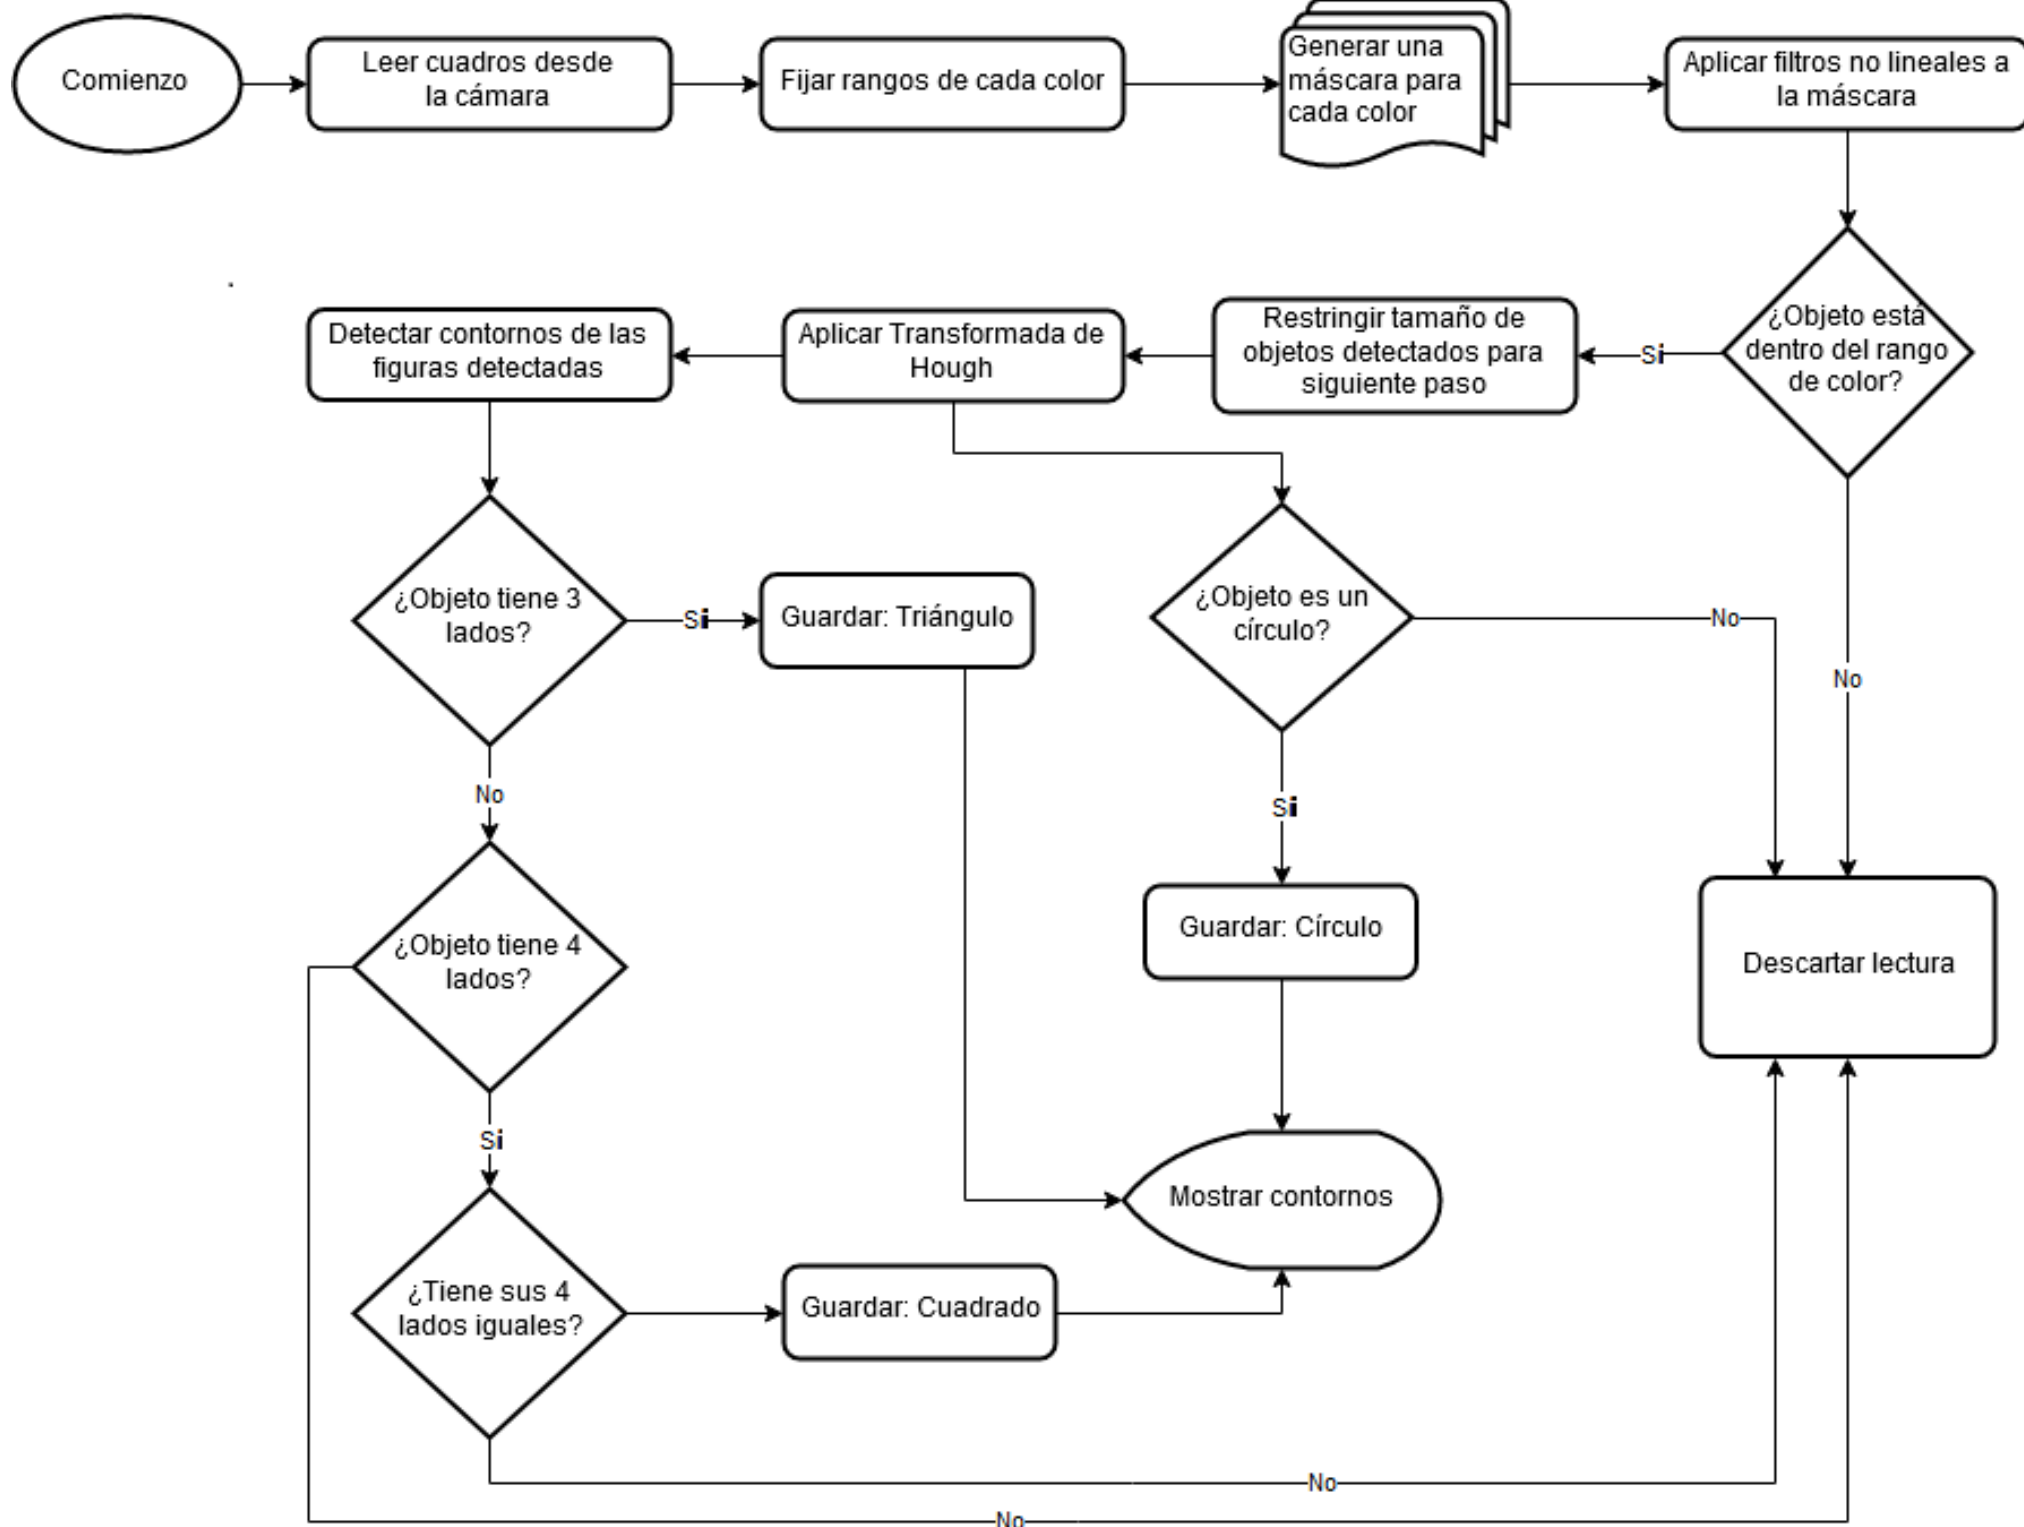 Comienzo
Leer cuadros desde
la cámara
Fijar rangos de cada color
Generar una
máscara para
cada color
Aplicar filtros no lineales a
la máscara
¿Objeto está
dentro del rango
de color?
Si
Restringir tamaño de
objetos detectados para
siguiente paso
Aplicar Transformada de
Hough
Detectar contornos de las
figuras detectadas
¿Objeto tiene 3
lados?
Si
Guardar: Triángulo
¿Objeto es un
círculo?
No
No
No
Si
¿Objeto tiene 4
lados?
Guardar: Círculo
Descartar lectura
Si
Mostrar contornos
¿Tiene sus 4
lados iguales?
Guardar: Cuadrado
No
No